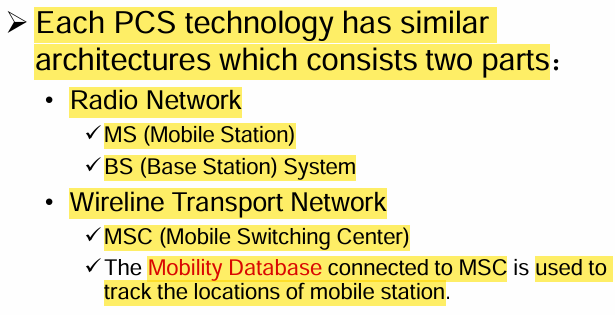 ➢ Each PCS technology has similar
architectures which consists two parts：
• Radio Network
✓MS (Mobile Station)
✓BS (Base Station) System
• Wireline Transport Network
✓MSC (Mobile Switching Center)
✓The Mobility Database connected to MSC is used to
track the locations of mobile station.